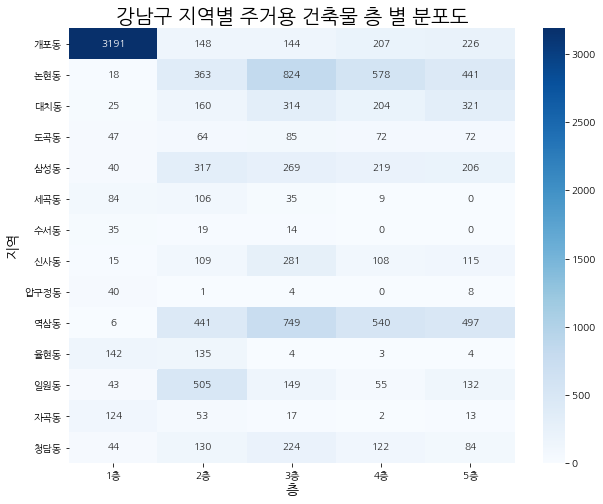 강남구 지역별 주거용 건축물 층 별 분포도
개포동 3191 148 144 207 226
논현동 18 363 824 578 441
대치동 25 160 314 204 321
도곡동 47 64 85 72 72
삼성동 40 317 269 219 206
세곡동 84 106 35 9 0
수서동 35 19 14 0 0
신사동 15 109 281 108 115
압구정동 40 1 4 0 8
역삼동 6 441 749 540 497
율현동 142 135 4 3 4
일원동 43 505 149 55 132
자곡동 124 53 17 2 13
청담동 44 130 224 122 84
1층 2층 3층 4층 5층
층
지역
3000
2500
2000
1500
1000
500
0